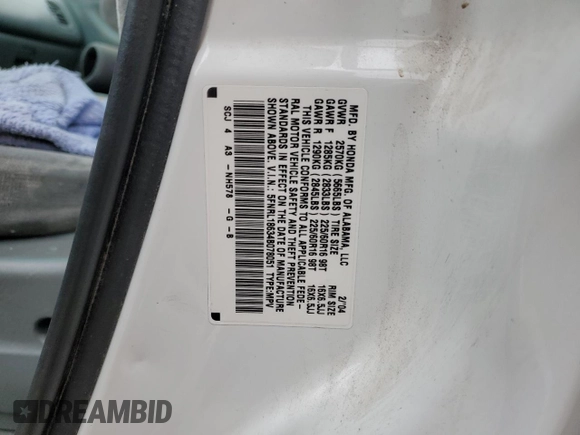 MFD. BY HONDA MFG. OF ALABAMA, LLC 2/04
GVWR 2570KG (5665LBS) TIRE SIZE RIM SIZE
GAWR F 1285KG (2833LBS) 225/60R16 98T 16X6.5JJ
GAWR R 1290KG (2845LBS) 225/60R16 98T 16X6.5JJ
THIS VEHICLE CONFORMS TO ALL APPLICABLE FEDE-
RAL MOTOR VEHICLE SAFETY AND THEFT PREVENTION
STANDARDS IN EFFECT ON THE DATE OF MANUFACTURE
SHOWN ABOVE. V.I.N.: 5FNRL18634B078051 TYPE:MPV
SCJ 4 A3 -NH578 -G -B
DREAMBID